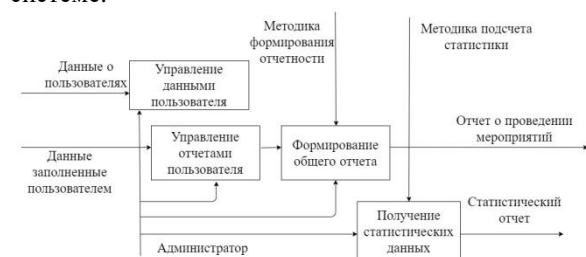 системе.
Методика
формирования
отчетности
Методика подсчета
статистики
Данные о
пользователях
Управление
данными
пользователя
Данные
заполненные
пользователем
Управление
отчетами
пользователя
Формирование
общего отчета
Отчет о проведении
мероприятий
Администратор
Получение
статистических
данных
Статистический
отчет